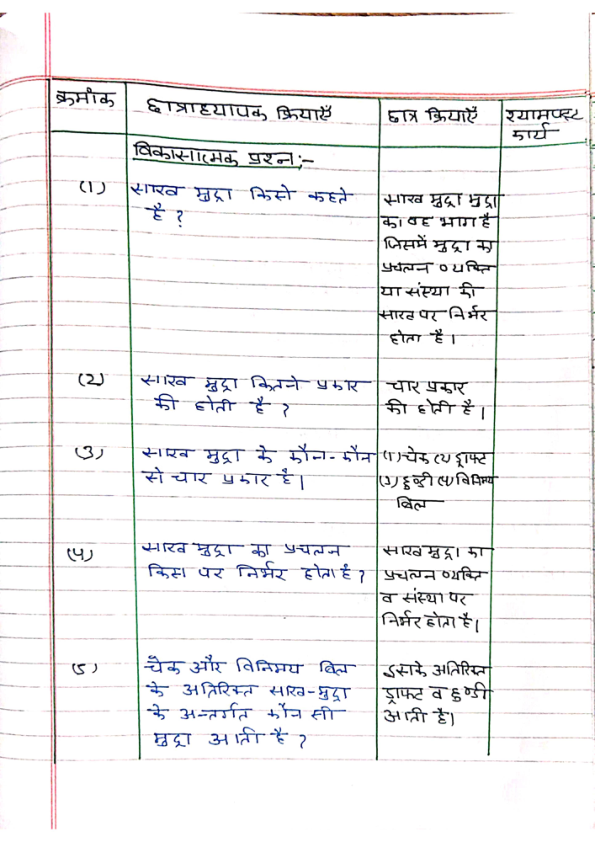 क्रमांक
छात्राध्यापक क्रियाएँ
छात्र क्रियाएँ
श्यामपट्ट
कार्य
विकासात्मक प्रश्न:-
(1)
साख मुद्रा किसे कहते
है ?
साख मुद्रा मुद्रा
का वह भाग है
जिसमें मुद्रा का
प्रचलन व्यक्ति
या संस्था की
साख पर निर्भर
होता है।
(2)
साख मुद्रा कितने प्रकार
की होती है ?
चार प्रकार
की होती है।
(3)
साख मुद्रा के कौन-कौन
से चार प्रकार है।
(1) चेक (2) ड्राफ्ट
(3) हुण्डी (4) विनिमय
बिल
(4)
साख मुद्रा का प्रचलन
किस पर निर्भर होता है ?
साख मुद्रा का
प्रचलन व्यक्ति
व संस्था पर
निर्भर होता है।
(5)
चैक और विनिमय बिल
के अतिरिक्त साख-मुद्रा
के अन्तर्गत कौन सी
मुद्रा आती है ?
इसके अतिरिक्त
ड्राफ्ट व हुण्डी
आती है।